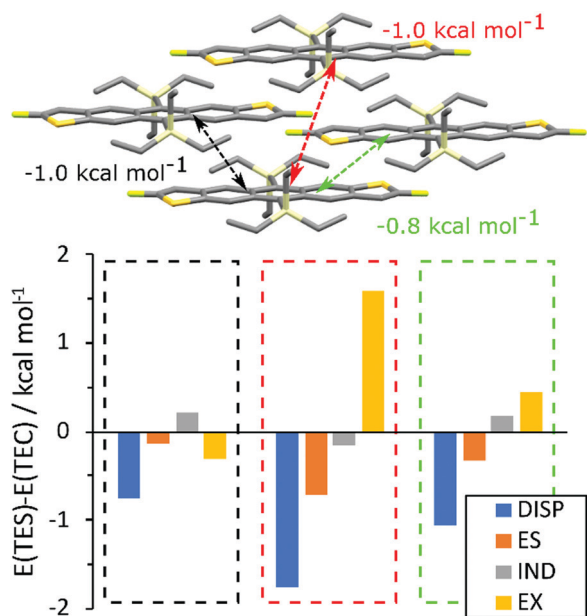 -1.0 kcal mol⁻¹
-1.0 kcal mol⁻¹
-0.8 kcal mol⁻¹
E(TES)-E(TEC) / kcal mol⁻¹
2
1
0
-1
-2
DISP
ES
IND
EX